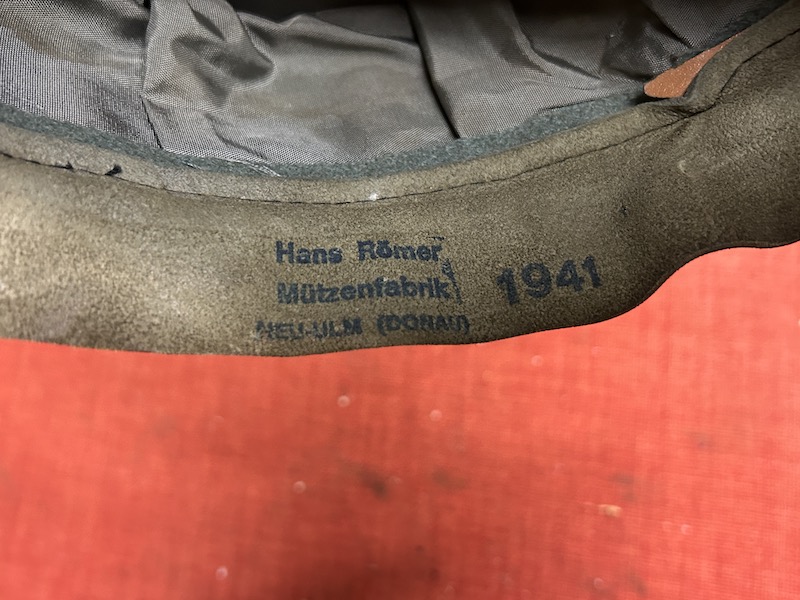 Hans Römer
Mützenfabrik
NEU-ULM (DONAU)
1941